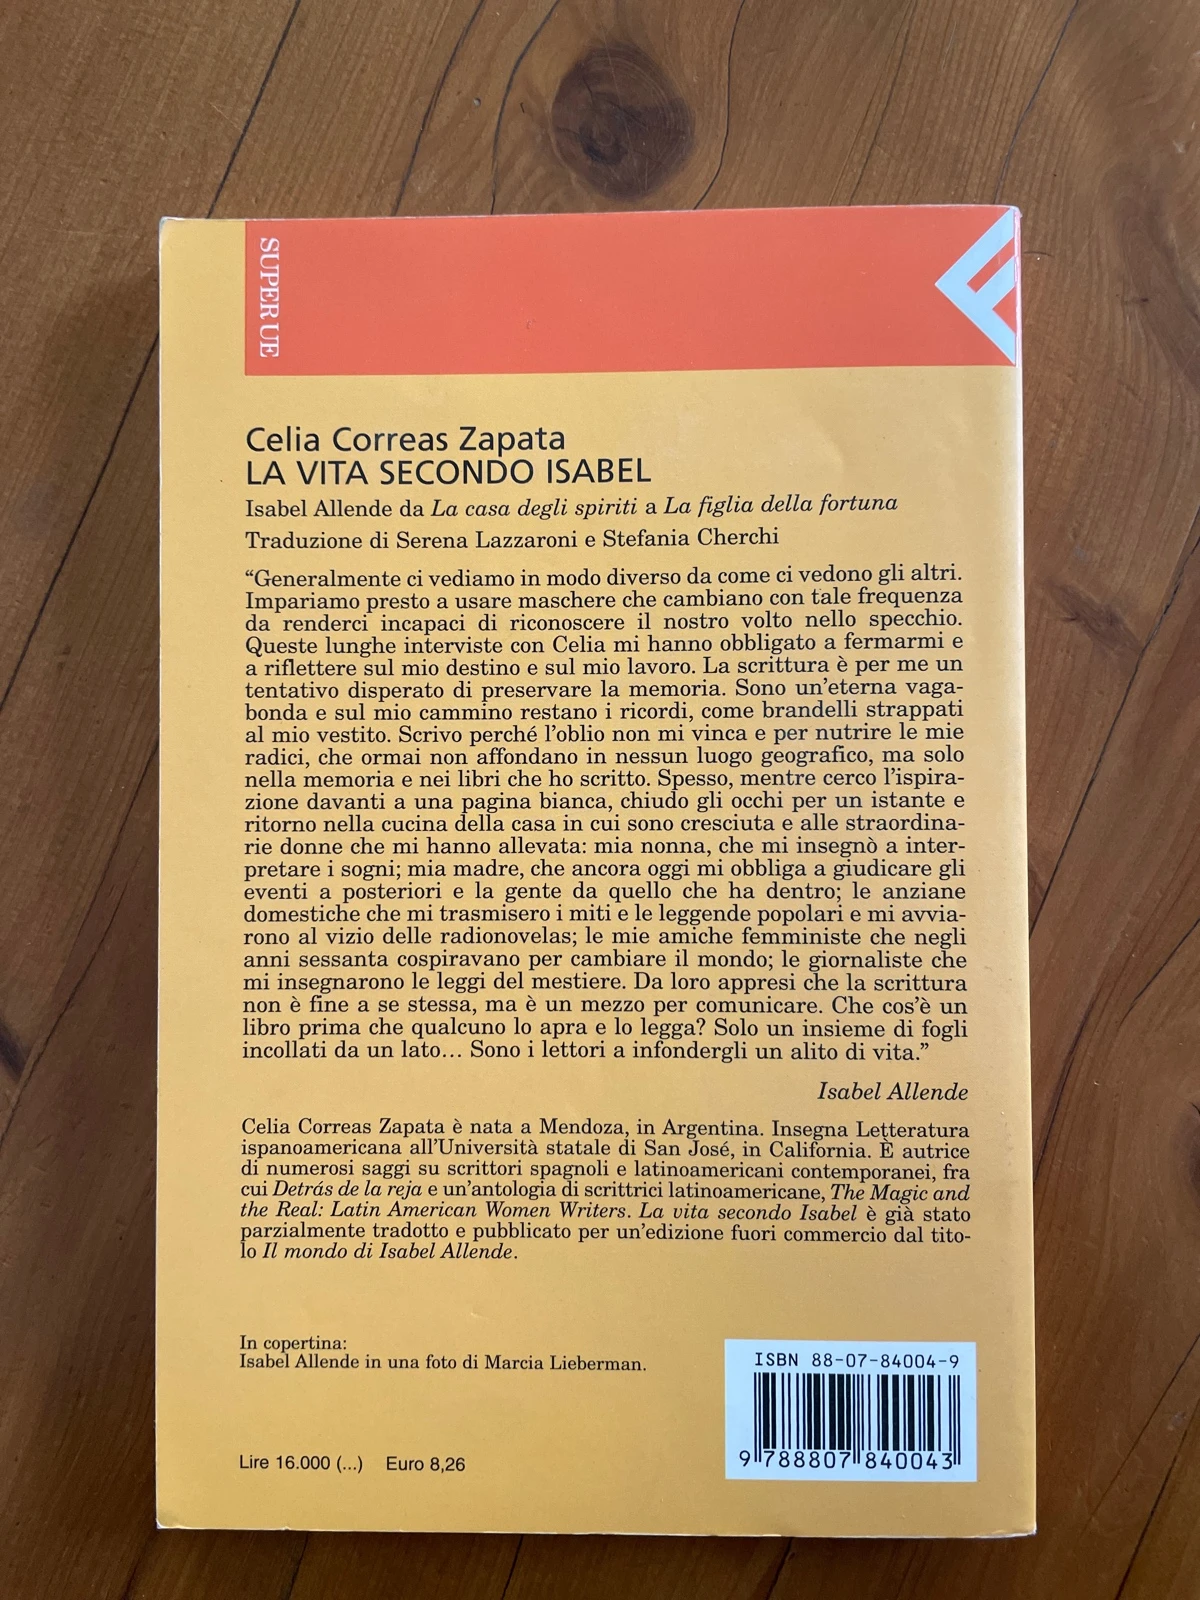 SUPER UE
Celia Correas Zapata
LA VITA SECONDO ISABEL
Isabel Allende da La casa degli spiriti a La figlia della fortuna
Traduzione di Serena Lazzaroni e Stefania Cherchi
“Generalmente ci vediamo in modo diverso da come ci vedono gli altri.
Impariamo presto a usare maschere che cambiano con tale frequenza
da renderci incapaci di riconoscere il nostro volto nello specchio.
Queste lunghe interviste con Celia mi hanno obbligato a fermarmi e
a riflettere sul mio destino e sul mio lavoro. La scrittura è per me un
tentativo disperato di preservare la memoria. Sono un’eterna vaga-
bonda e sul mio cammino restano i ricordi, come brandelli strappati
al mio vestito. Scrivo perché l’oblio non mi vinca e per nutrire le mie
radici, che ormai non affondano in nessun luogo geografico, ma solo
nella memoria e nei libri che ho scritto. Spesso, mentre cerco l’ispira-
zione davanti a una pagina bianca, chiudo gli occhi per un istante e
ritorno nella cucina della casa in cui sono cresciuta e alle straordina-
rie donne che mi hanno allevata: mia nonna, che mi insegnò a inter-
pretare i sogni; mia madre, che ancora oggi mi obbliga a giudicare gli
eventi a posteriori e la gente da quello che ha dentro; le anziane
domestiche che mi trasmisero i miti e le leggende popolari e mi avvia-
rono al vizio delle radionovelas; le mie amiche femministe che negli
anni sessanta cospiravano per cambiare il mondo; le giornaliste che
mi insegnarono le leggi del mestiere. Da loro appresi che la scrittura
non è fine a se stessa, ma è un mezzo per comunicare. Che cos’è un
libro prima che qualcuno lo apra e lo legga? Solo un insieme di fogli
incollati da un lato… Sono i lettori a infondergli un alito di vita.”
Isabel Allende
Celia Correas Zapata è nata a Mendoza, in Argentina. Insegna Letteratura
ispanoamericana all’Università statale di San José, in California. È autrice
di numerosi saggi su scrittori spagnoli e latinoamericani contemporanei, fra
cui Detrás de la reja e un’antologia di scrittrici latinoamericane, The Magic and
the Real: Latin American Women Writers. La vita secondo Isabel è già stato
parzialmente tradotto e pubblicato per un’edizione fuori commercio dal tito-
lo Il mondo di Isabel Allende.
In copertina:
Isabel Allende in una foto di Marcia Lieberman.
ISBN 88-07-84004-9
9 788807 840043
Lire 16.000 (...) Euro 8,26